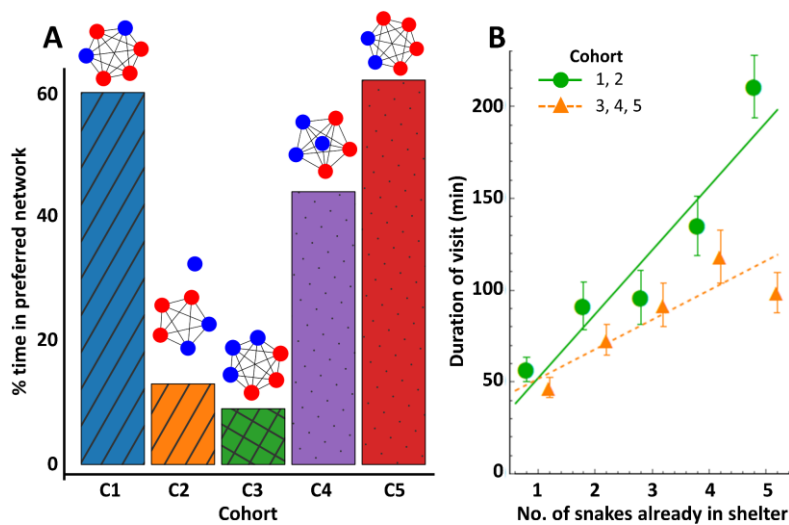 A
% time in preferred network
60
40
20
0
C1 C2 C3 C4 C5
Cohort
B
Cohort
1, 2
3, 4, 5
Duration of visit (min)
200
150
100
50
0
1 2 3 4 5
No. of snakes already in shelter